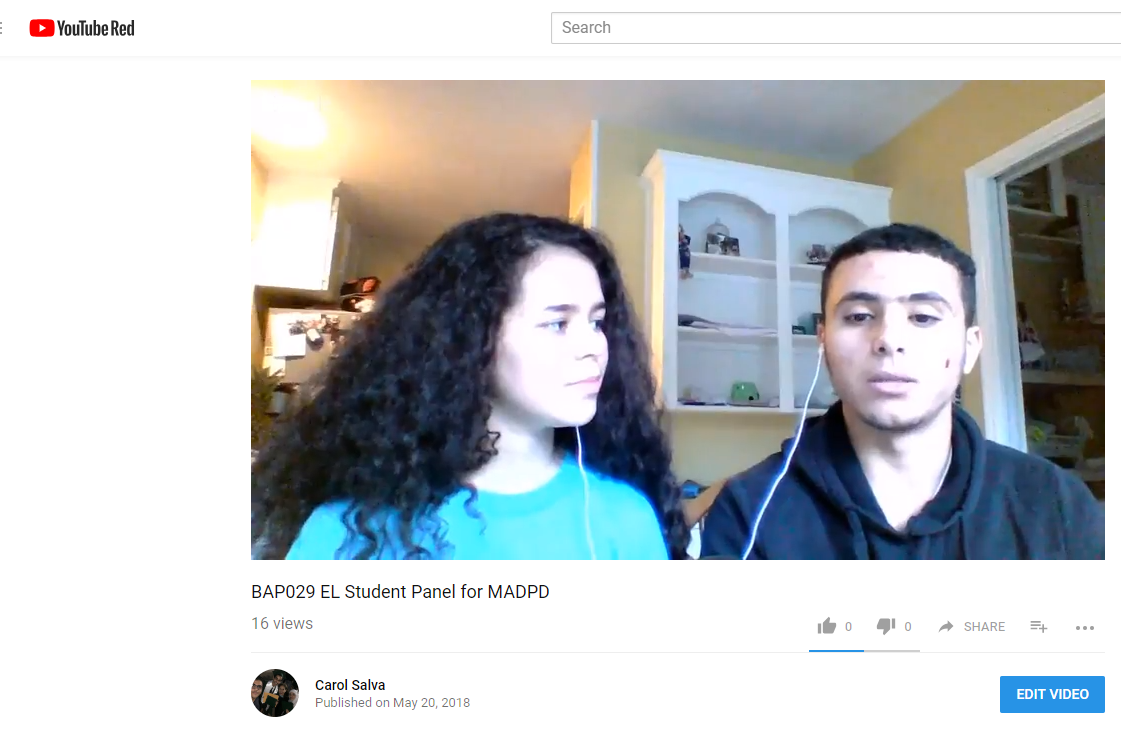 YouTube Red
Search
BAP029 EL Student Panel for MADPD
16 views
0
0
SHARE
Carol Salva
Published on May 20, 2018
EDIT VIDEO